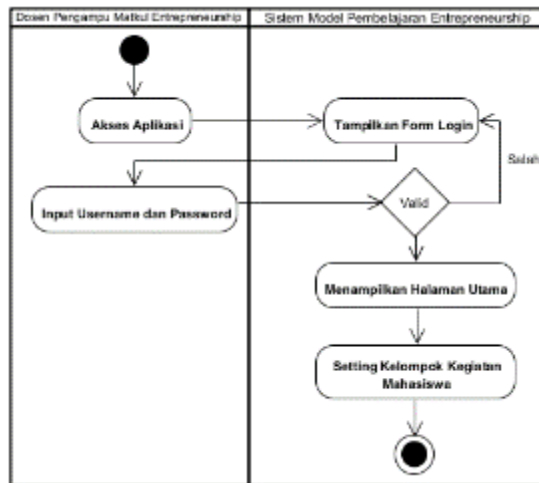 Dosen Pengampu Matkul Entrepreneurship
Sistem Model Pembelajaran Entrepreneurship
Akses Aplikasi
Tampilkan Form Login
Salah
Input Username dan Password
Valid
Menampilkan Halaman Utama
Setting Kelompok Kegiatan
Mahasiswa